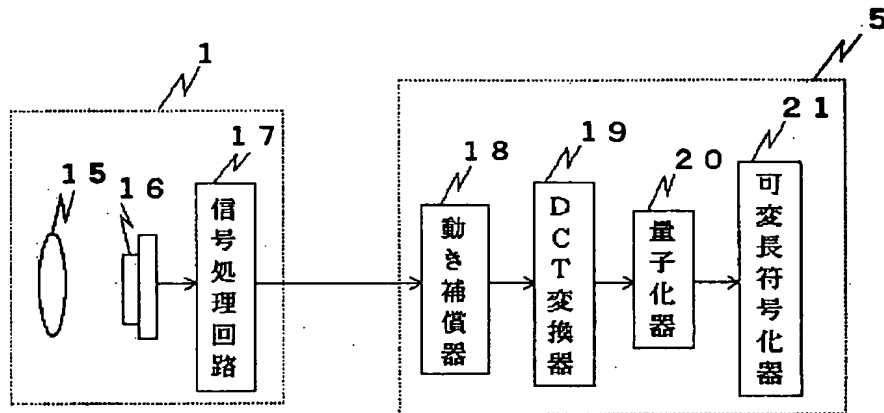 1
5
１５
１６
１７
信号処理回路
１８
動き補償器
１９
ＤＣＴ変換器
２０
量子化器
２１
可変長符号化器